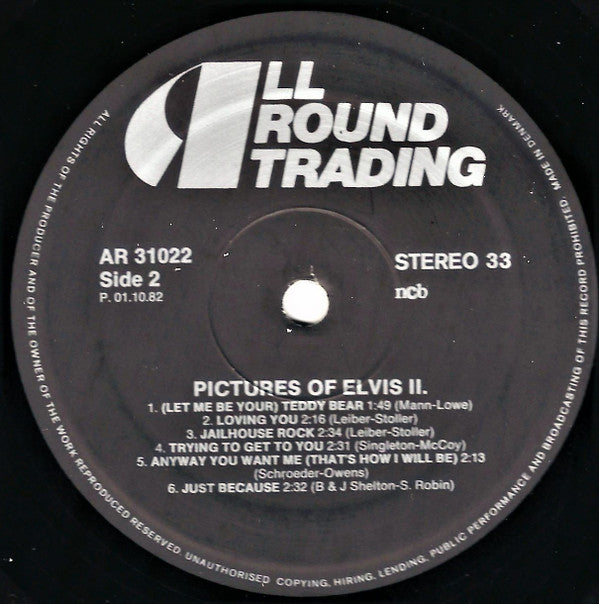 ALL
ROUND
TRADING
AR 31022
Side 2
P. 01.10.82
STEREO 33
ncb
PICTURES OF ELVIS II.
1. (LET ME BE YOUR) TEDDY BEAR 1:49 (Mann-Lowe)
2. LOVING YOU 2:16 (Leiber-Stoller)
3. JAILHOUSE ROCK 2:34 (Leiber-Stoller)
4. TRYING TO GET TO YOU 2:31 (Singleton-McCoy)
5. ANYWAY YOU WANT ME (THAT'S HOW I WILL BE) 2:13
(Schroeder-Owens)
6. JUST BECAUSE 2:32 (B & J Shelton-S. Robin)
ALL RIGHTS OF THE PRODUCER AND OF THE OWNER OF THE WORK REPRODUCED RESERVED UNAUTHORISED COPYING, HIRING, LENDING, PUBLIC PERFORMANCE AND BROADCASTING OF THIS RECORD PROHIBITED. MADE IN DENMARK